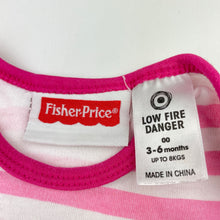 Fisher-Price®
LOW FIRE
DANGER
00
3-6 months
UP TO 8KGS
MADE IN CHINA